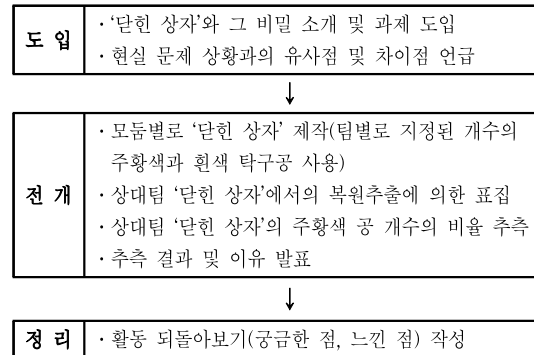 도 입
· ‘닫힌 상자’와 그 비밀 소개 및 과제 도입
· 현실 문제 상황과의 유사점 및 차이점 언급
↓
전 개
· 모둠별로 ‘닫힌 상자’ 제작(팀별로 지정된 개수의
주황색과 흰색 탁구공 사용)
· 상대팀 ‘닫힌 상자’에서의 복원추출에 의한 표집
· 상대팀 ‘닫힌 상자’의 주황색 공 개수의 비율 추측
· 추측 결과 및 이유 발표
↓
정 리
· 활동 되돌아보기(궁금한 점, 느낀 점) 작성